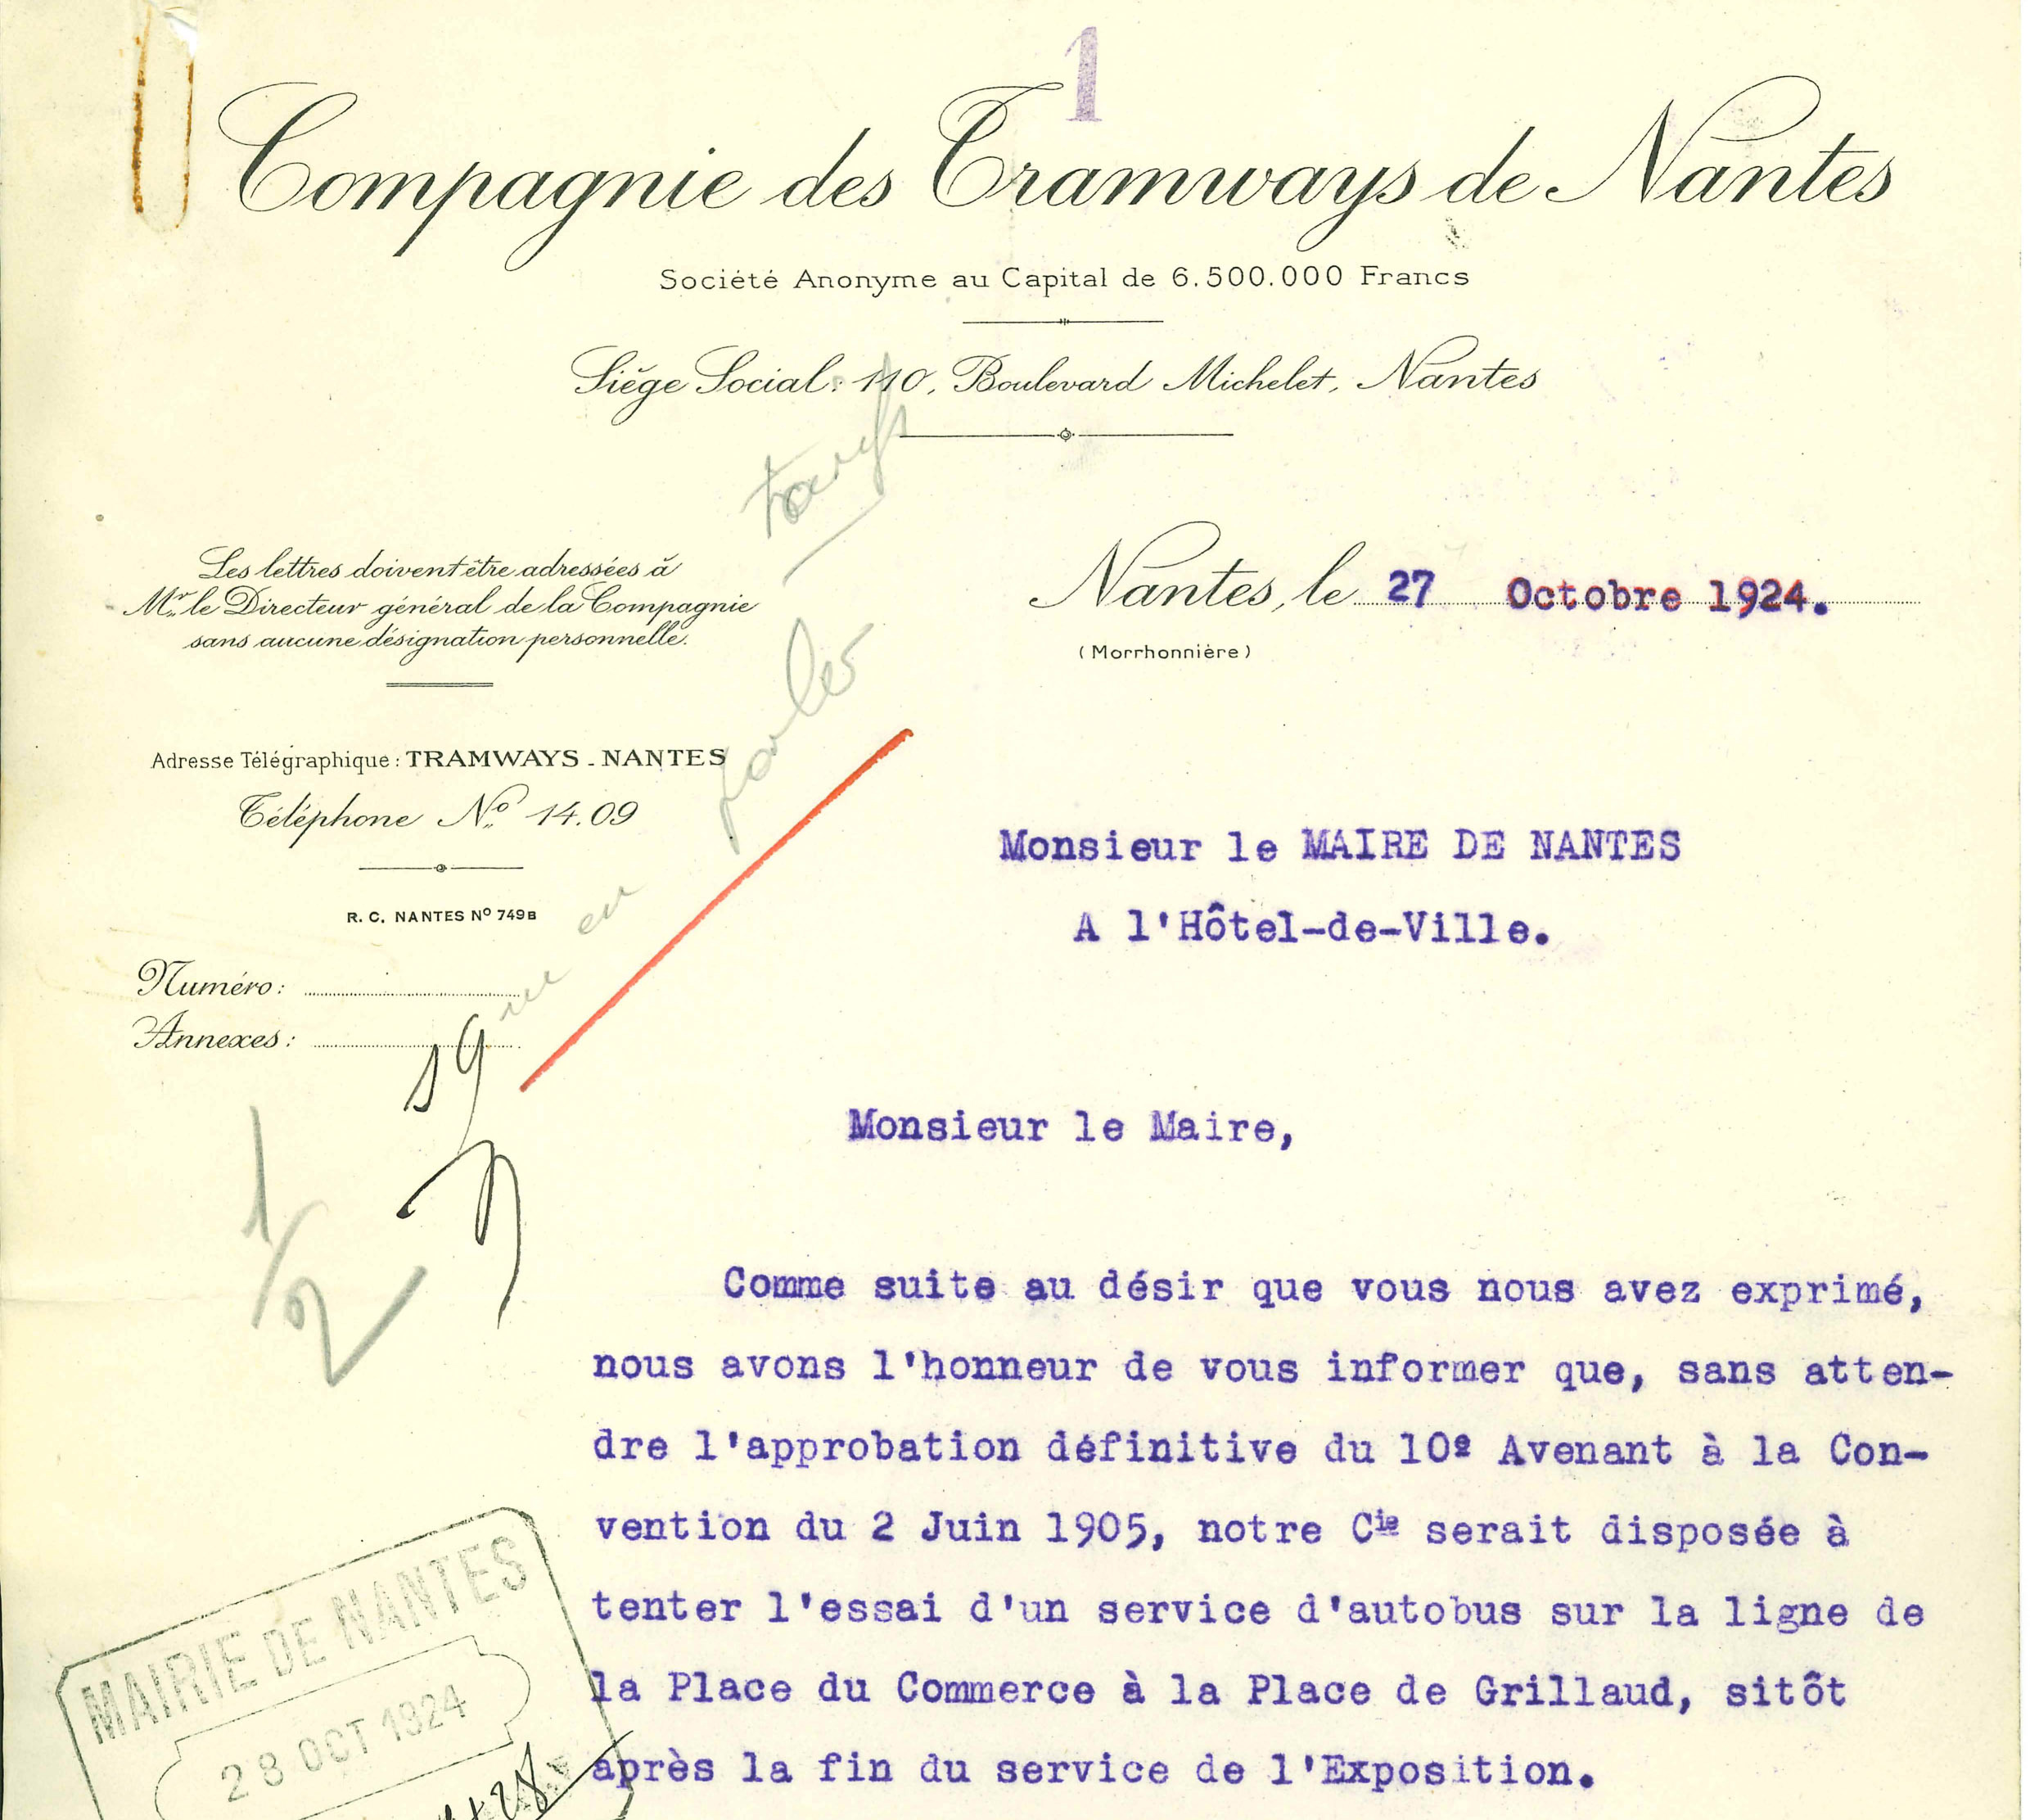 1
Compagnie des Tramways de Nantes
Société Anonyme au Capital de 6.500.000 Francs
Siège Social: 110, Boulevard Michelet, Nantes
tarifs
Les lettres doivent être adressées à
Mr le Directeur général de la Compagnie
sans aucune désignation personnelle.
Nantes, le 27 Octobre 1924.
(Morrhonnière)
Adresse Télégraphique: TRAMWAYS-NANTES
Téléphone No 14.09
R. C. NANTES No 749B
Numéro:
Annexes:
m'en parler
19
1/2
Monsieur le MAIRE DE NANTES
A l'Hôtel-de-Ville.
Monsieur le Maire,
Comme suite au désir que vous nous avez exprimé,
nous avons l'honneur de vous informer que, sans atten-
dre l'approbation définitive du 10e Avenant à la Con-
vention du 2 Juin 1905, notre Cie serait disposée à
tenter l'essai d'un service d'autobus sur la ligne de
la Place du Commerce à la Place de Grillaud, sitôt
après la fin du service de l'Exposition.
MAIRIE DE NANTES
28 OCT 1924